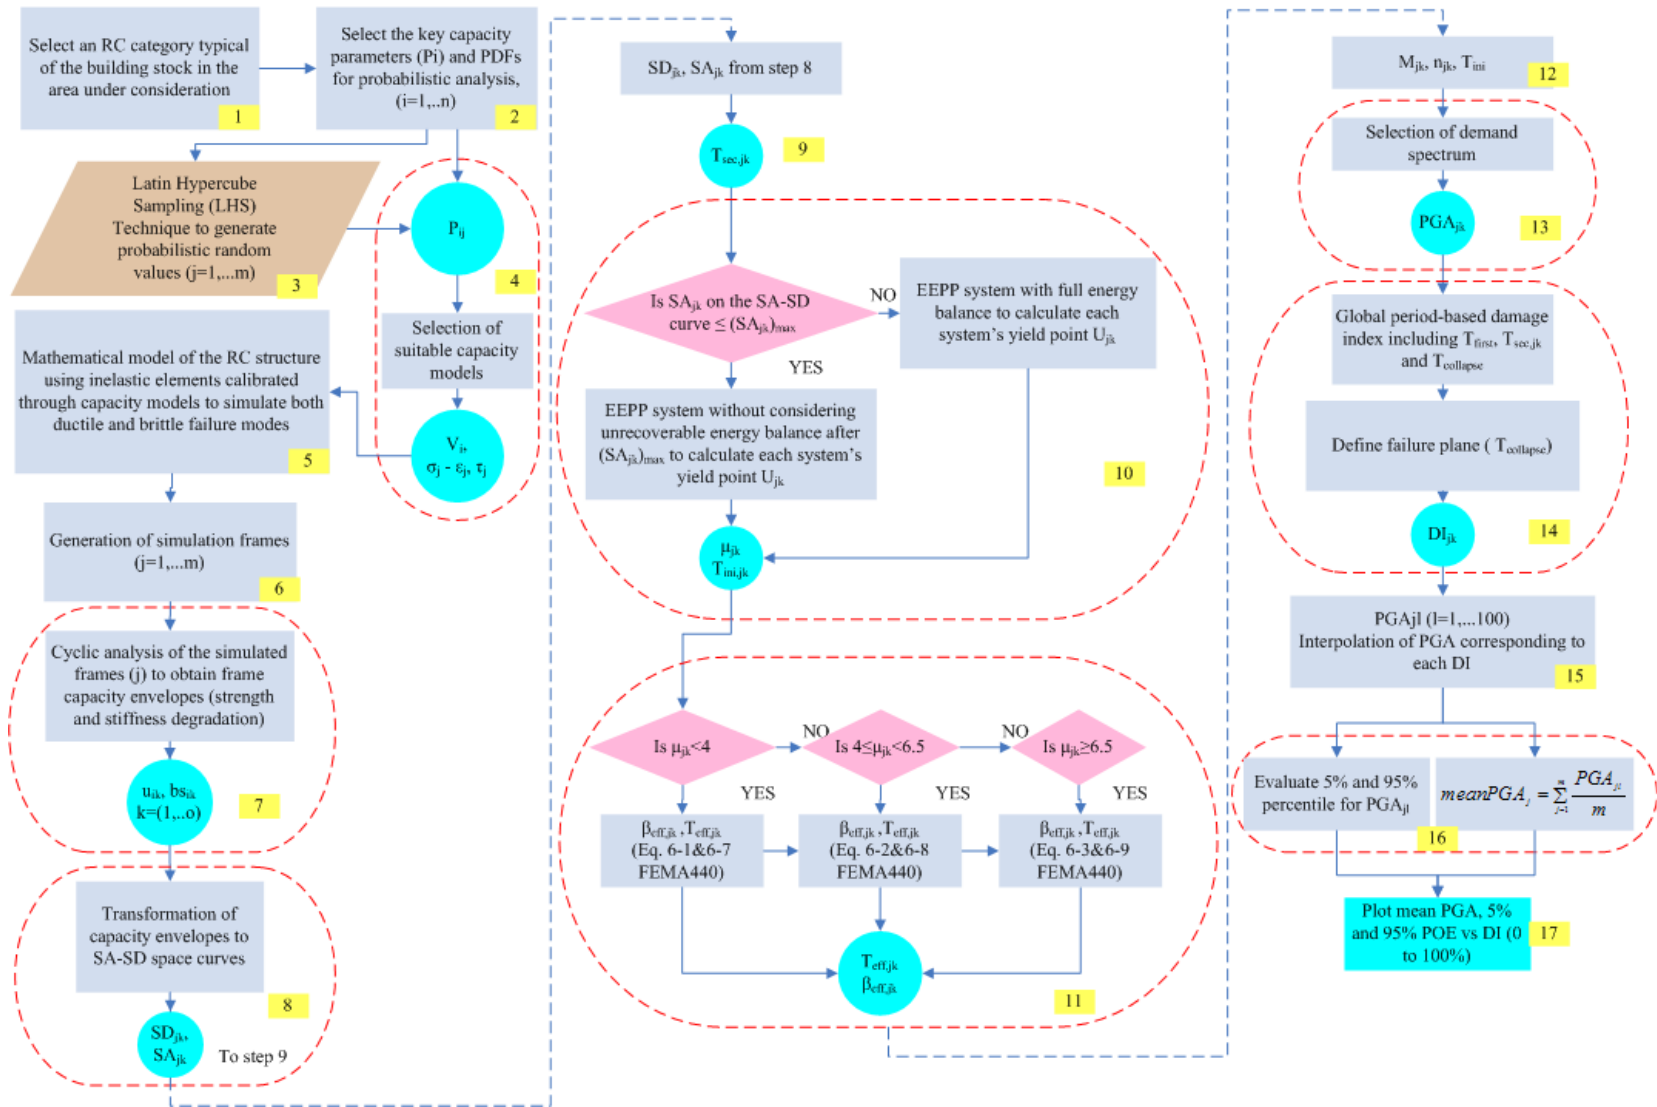 Select an RC category typical
of the building stock in the
area under consideration
1
Select the key capacity
parameters (Pi) and PDFs
for probabilistic analysis,
(i=1,..n)
2
Latin Hypercube
Sampling (LHS)
Technique to generate
probabilistic random
values (j=1,...m)
3
Pij
4
Selection of
suitable capacity
models
Vi,
σj - εj, τj
Mathematical model of the RC structure
using inelastic elements calibrated
through capacity models to simulate both
ductile and brittle failure modes
5
Generation of simulation frames
(j=1,...m)
6
Cyclic analysis of the simulated
frames (j) to obtain frame
capacity envelopes (strength
and stiffness degradation)
uik, bsik
k=(1,..o)
7
Transformation of
capacity envelopes to
SA-SD space curves
8
SDjk,
SAjk
To step 9
SDjk, SAjk from step 8
Tsec,jk
9
Is SAjk on the SA-SD
curve ≤ (SAjk)max
NO
YES
EEPP system with full energy
balance to calculate each
system's yield point Ujk
EEPP system without considering
unrecoverable energy balance after
(SAjk)max to calculate each system's
yield point Ujk
10
μjk
Tini,jk
Is μjk<4
NO
Is 4≤μjk<6.5
NO
Is μjk≥6.5
YES
YES
YES
βeff,jk ,Teff,jk
(Eq. 6-1&6-7
FEMA440)
βeff,jk ,Teff,jk
(Eq. 6-2&6-8
FEMA440)
βeff,jk ,Teff,jk
(Eq. 6-3&6-9
FEMA440)
Teff,jk
βeff,jk
11
Mjk, njk, Tini
12
Selection of demand
spectrum
PGAjk
13
Global period-based damage
index including Tfirst, Tsec,jk
and Tcollapse
Define failure plane ( Tcollapse)
DIjk
14
PGAjl (l=1,...100)
Interpolation of PGA corresponding to
each DI
15
Evaluate 5% and 95%
percentile for PGAjl
meanPGAj = Σ(j=1 to m) PGAjl / m
16
Plot mean PGA, 5%
and 95% POE vs DI (0
to 100%)
17